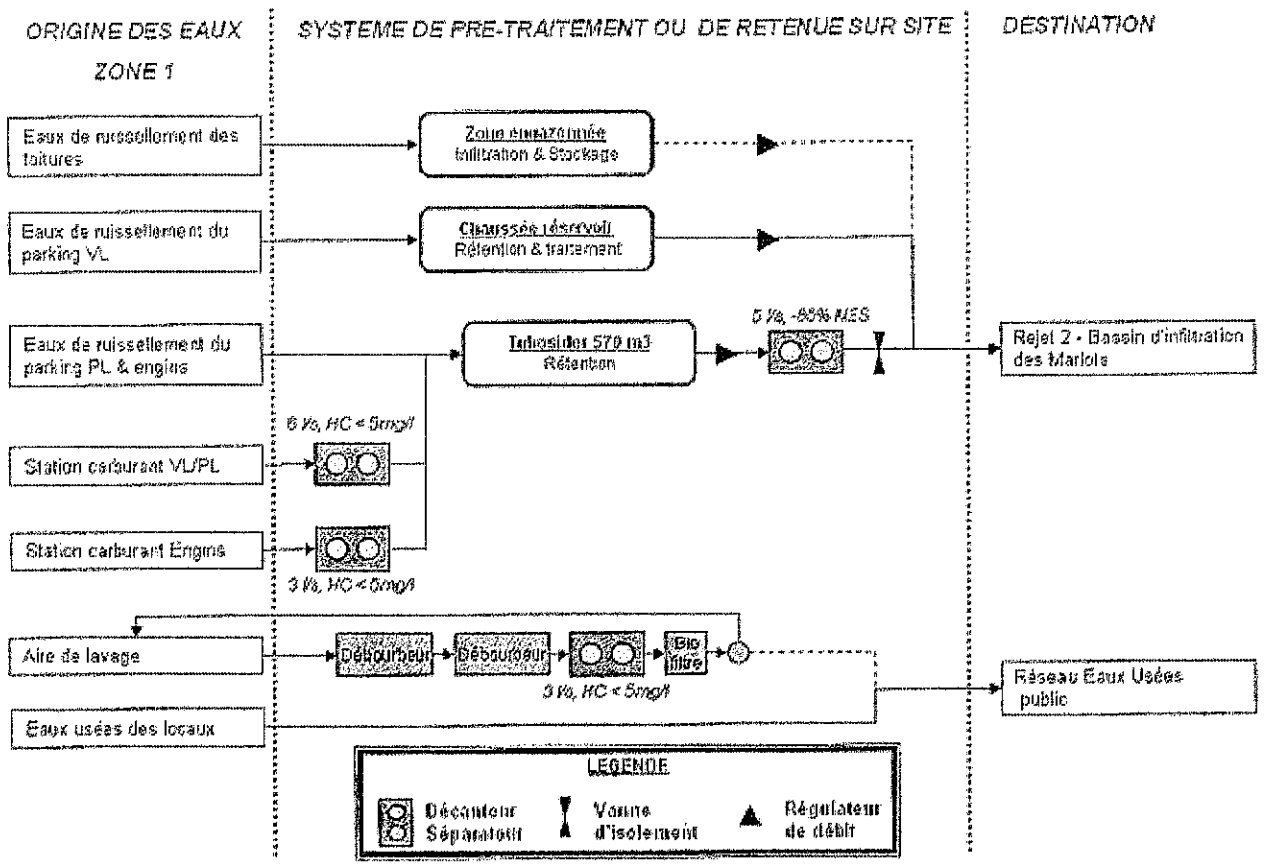 ORIGINE DES EAUX
ZONE 1
SYSTEME DE PRE-TRAITEMENT OU DE RETENUE SUR SITE
DESTINATION
Eaux de ruissellement des
toitures
Zone engazonnée
Infiltration & Stockage
Eaux de ruissellement du
parking VL
Chaussée réservoir
Rétention & traitement
Eaux de ruissellement du
parking PL & engins
Tubosider 570 m3
Rétention
5 l/s, MES
Rejet 2 - Bassin d'infiltration
des Marlois
6 l/s, HC < 5mg/l
Station carburant VL/PL
Station carburant Engins
3 l/s, HC < 5mg/l
Aire de lavage
Débourbeur
Débourbeur
Bio
filtre
3 l/s, HC < 5mg/l
Réseau Eaux Usées
public
Eaux usées des locaux
LEGENDE
Décanteur
Séparateur
Vanne
d'isolement
Régulateur
de débit